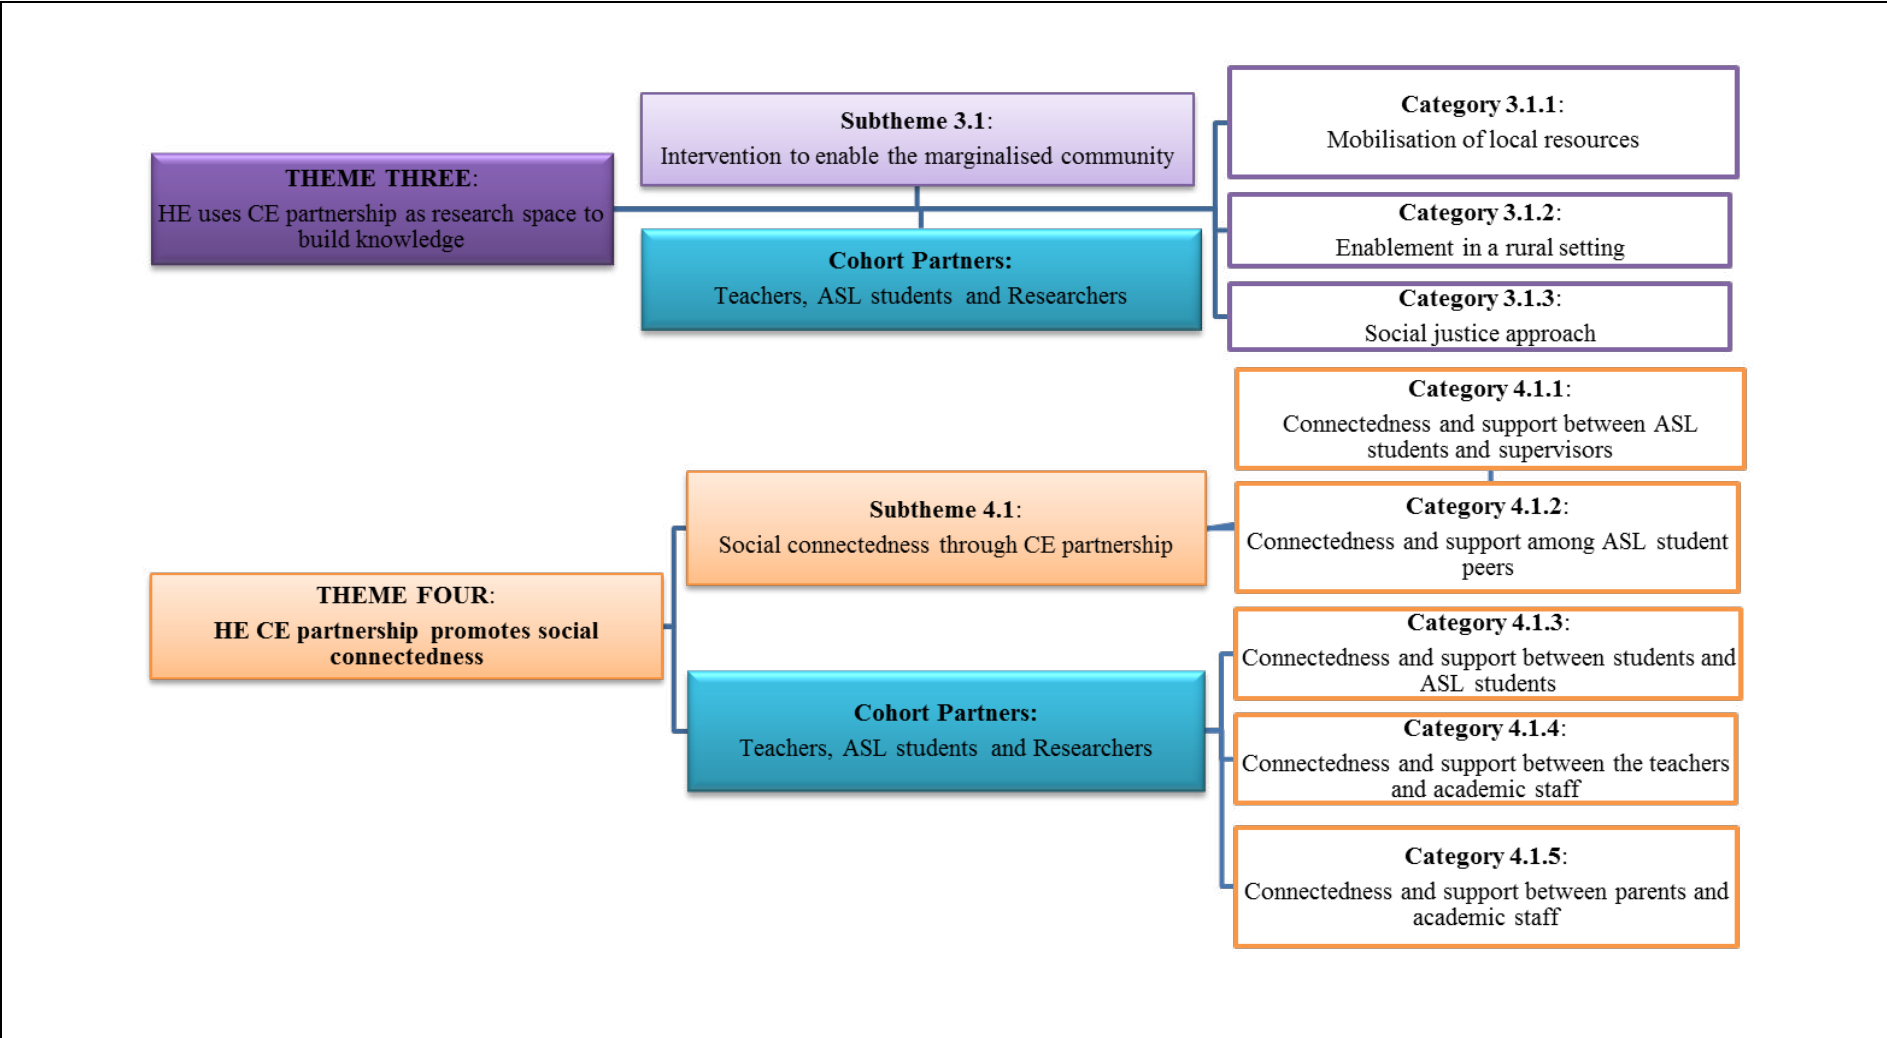 THEME THREE:
HE uses CE partnership as research space to
build knowledge
Subtheme 3.1:
Intervention to enable the marginalised community
Cohort Partners:
Teachers, ASL students and Researchers
Category 3.1.1:
Mobilisation of local resources
Category 3.1.2:
Enablement in a rural setting
Category 3.1.3:
Social justice approach
THEME FOUR:
HE CE partnership promotes social
connectedness
Subtheme 4.1:
Social connectedness through CE partnership
Cohort Partners:
Teachers, ASL students and Researchers
Category 4.1.1:
Connectedness and support between ASL
students and supervisors
Category 4.1.2:
Connectedness and support among ASL student
peers
Category 4.1.3:
Connectedness and support between students and
ASL students
Category 4.1.4:
Connectedness and support between the teachers
and academic staff
Category 4.1.5:
Connectedness and support between parents and
academic staff